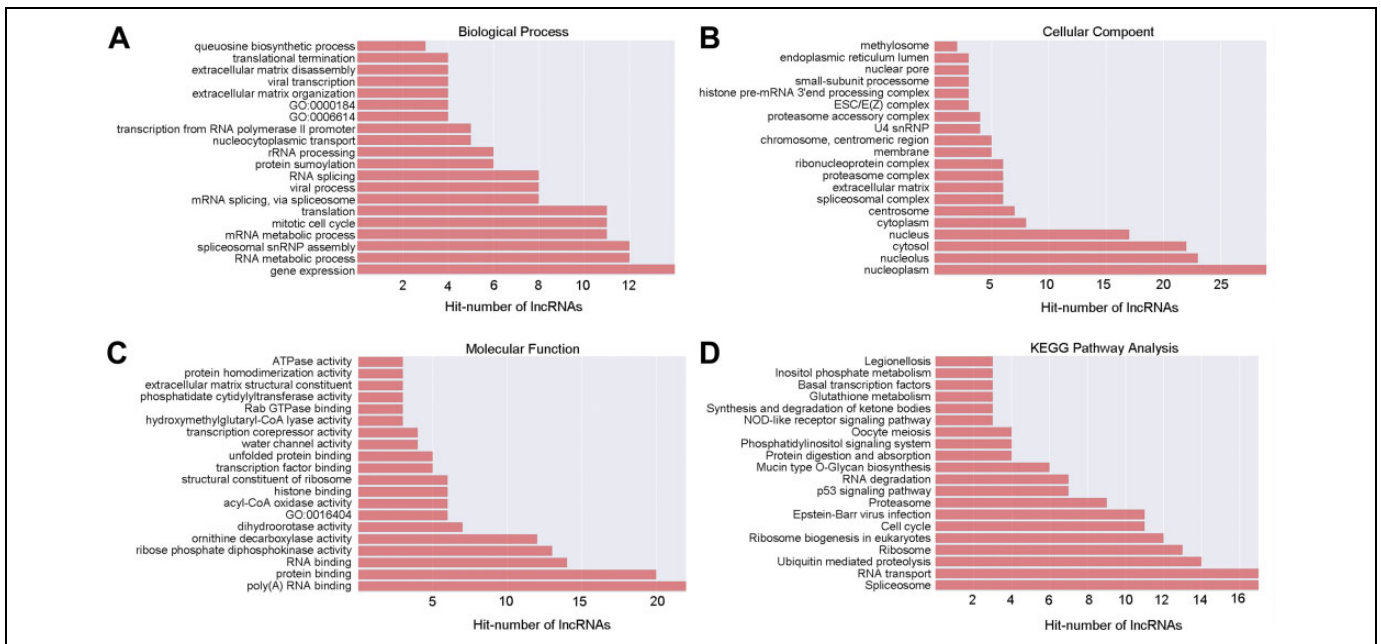 A
Biological Process
queuosine biosynthetic process
translational termination
extracellular matrix disassembly
viral transcription
extracellular matrix organization
GO:0000184
GO:0006614
transcription from RNA polymerase II promoter
nucleocytoplasmic transport
rRNA processing
protein sumoylation
RNA splicing
viral process
mRNA splicing, via spliceosome
translation
mitotic cell cycle
mRNA metabolic process
spliceosomal snRNP assembly
RNA metabolic process
gene expression
2 4 6 8 10 12
Hit-number of lncRNAs
B
Cellular Compoent
methylosome
endoplasmic reticulum lumen
nuclear pore
small-subunit processome
histone pre-mRNA 3'end processing complex
ESC/E(Z) complex
proteasome accessory complex
U4 snRNP
chromosome, centromeric region
membrane
ribonucleoprotein complex
proteasome complex
extracellular matrix
spliceosomal complex
centrosome
cytoplasm
nucleus
cytosol
nucleolus
nucleoplasm
5 10 15 20 25
Hit-number of lncRNAs
C
Molecular Function
ATPase activity
protein homodimerization activity
extracellular matrix structural constituent
phosphatidate cytidylyltransferase activity
Rab GTPase binding
hydroxymethylglutaryl-CoA lyase activity
transcription corepressor activity
water channel activity
unfolded protein binding
transcription factor binding
structural constituent of ribosome
histone binding
acyl-CoA oxidase activity
GO:0016404
dihydroorotase activity
ornithine decarboxylase activity
ribose phosphate diphosphokinase activity
RNA binding
protein binding
poly(A) RNA binding
5 10 15 20
Hit-number of lncRNAs
D
KEGG Pathway Analysis
Legionellosis
Inositol phosphate metabolism
Basal transcription factors
Glutathione metabolism
Synthesis and degradation of ketone bodies
NOD-like receptor signaling pathway
Oocyte meiosis
Phosphatidylinositol signaling system
Protein digestion and absorption
Mucin type O-Glycan biosynthesis
RNA degradation
p53 signaling pathway
Proteasome
Epstein-Barr virus infection
Cell cycle
Ribosome biogenesis in eukaryotes
Ribosome
Ubiquitin mediated proteolysis
RNA transport
Spliceosome
2 4 6 8 10 12 14 16
Hit-number of lncRNAs